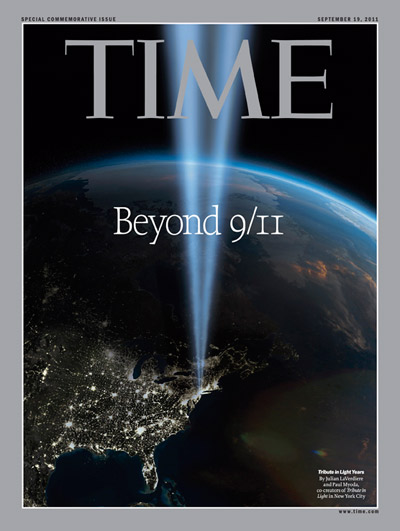 SPECIAL COMMEMORATIVE ISSUE
SEPTEMBER 19, 2011
TIME
Beyond 9/11
Tribute in Light Years
By Julian LaVerdiere
and Paul Myoda,
co-creators of Tribute in
Light in New York City
www.time.com